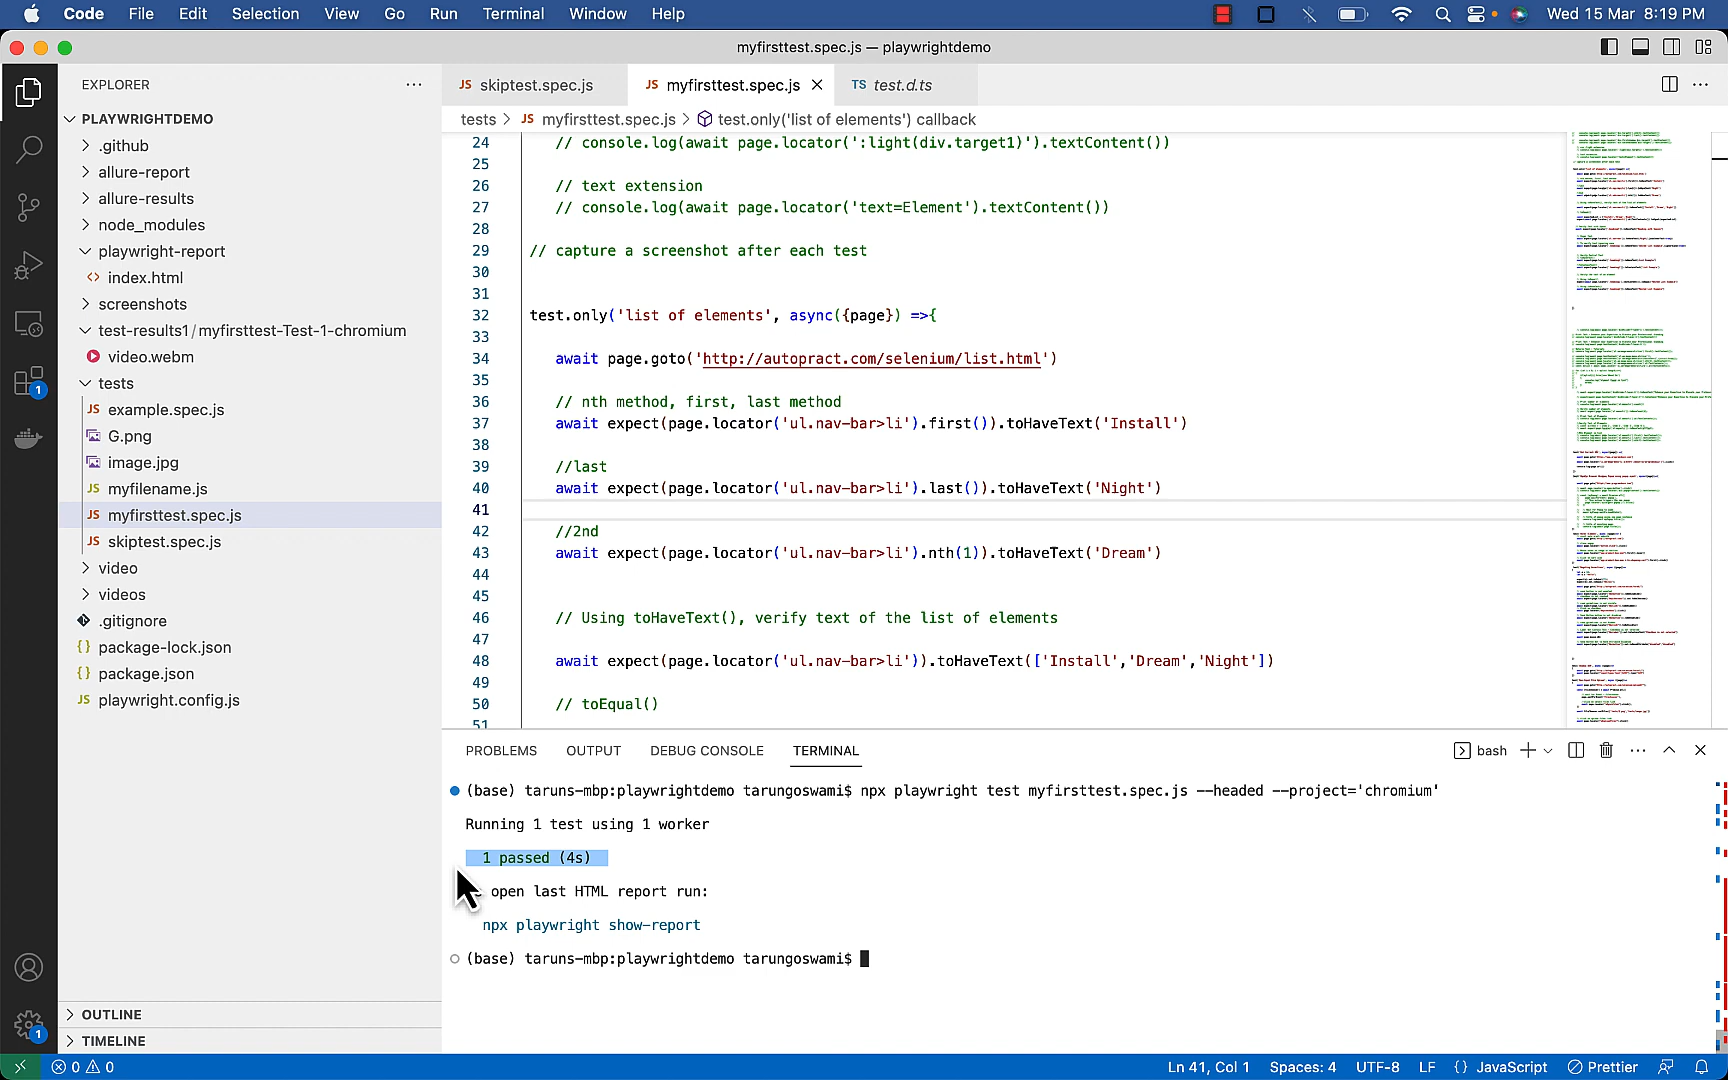 Code File Edit Selection View Go Run Terminal Window Help Wed 15 Mar 8:19 PM
myfirsttest.spec.js — playwrightdemo
EXPLORER
PLAYWRIGHTDEMO
.github
allure-report
allure-results
node_modules
playwright-report
<> index.html
screenshots
test-results1/myfirsttest-Test-1-chromium
video.webm
tests
JS example.spec.js
G.png
image.jpg
JS myfilename.js
JS myfirsttest.spec.js
JS skiptest.spec.js
video
videos
.gitignore
{} package-lock.json
{} package.json
JS playwright.config.js
OUTLINE
TIMELINE
1
1
JS skiptest.spec.js JS myfirsttest.spec.js TS test.d.ts
tests > JS myfirsttest.spec.js > test.only('list of elements') callback
24 // console.log(await page.locator(':light(div.target1)').textContent())
25
26 // text extension
27 // console.log(await page.locator('text=Element').textContent())
28
29 // capture a screenshot after each test
30
31
32 test.only('list of elements', async({page}) =>{
33
34 await page.goto('http://autopract.com/selenium/list.html')
35
36 // nth method, first, last method
37 await expect(page.locator('ul.nav-bar>li').first()).toHaveText('Install')
38
39 //last
40 await expect(page.locator('ul.nav-bar>li').last()).toHaveText('Night')
41
42 //2nd
43 await expect(page.locator('ul.nav-bar>li').nth(1)).toHaveText('Dream')
44
45
46 // Using toHaveText(), verify text of the list of elements
47
48 await expect(page.locator('ul.nav-bar>li')).toHaveText(['Install','Dream','Night'])
49
50 // toEqual()
51
PROBLEMS OUTPUT DEBUG CONSOLE TERMINAL bash
(base) taruns-mbp:playwrightdemo tarungoswami$ npx playwright test myfirsttest.spec.js --headed --project='chromium'
Running 1 test using 1 worker
1 passed (4s)
open last HTML report run:
npx playwright show-report
(base) taruns-mbp:playwrightdemo tarungoswami$
0 0 Ln 41, Col 1 Spaces: 4 UTF-8 LF {} JavaScript Prettier